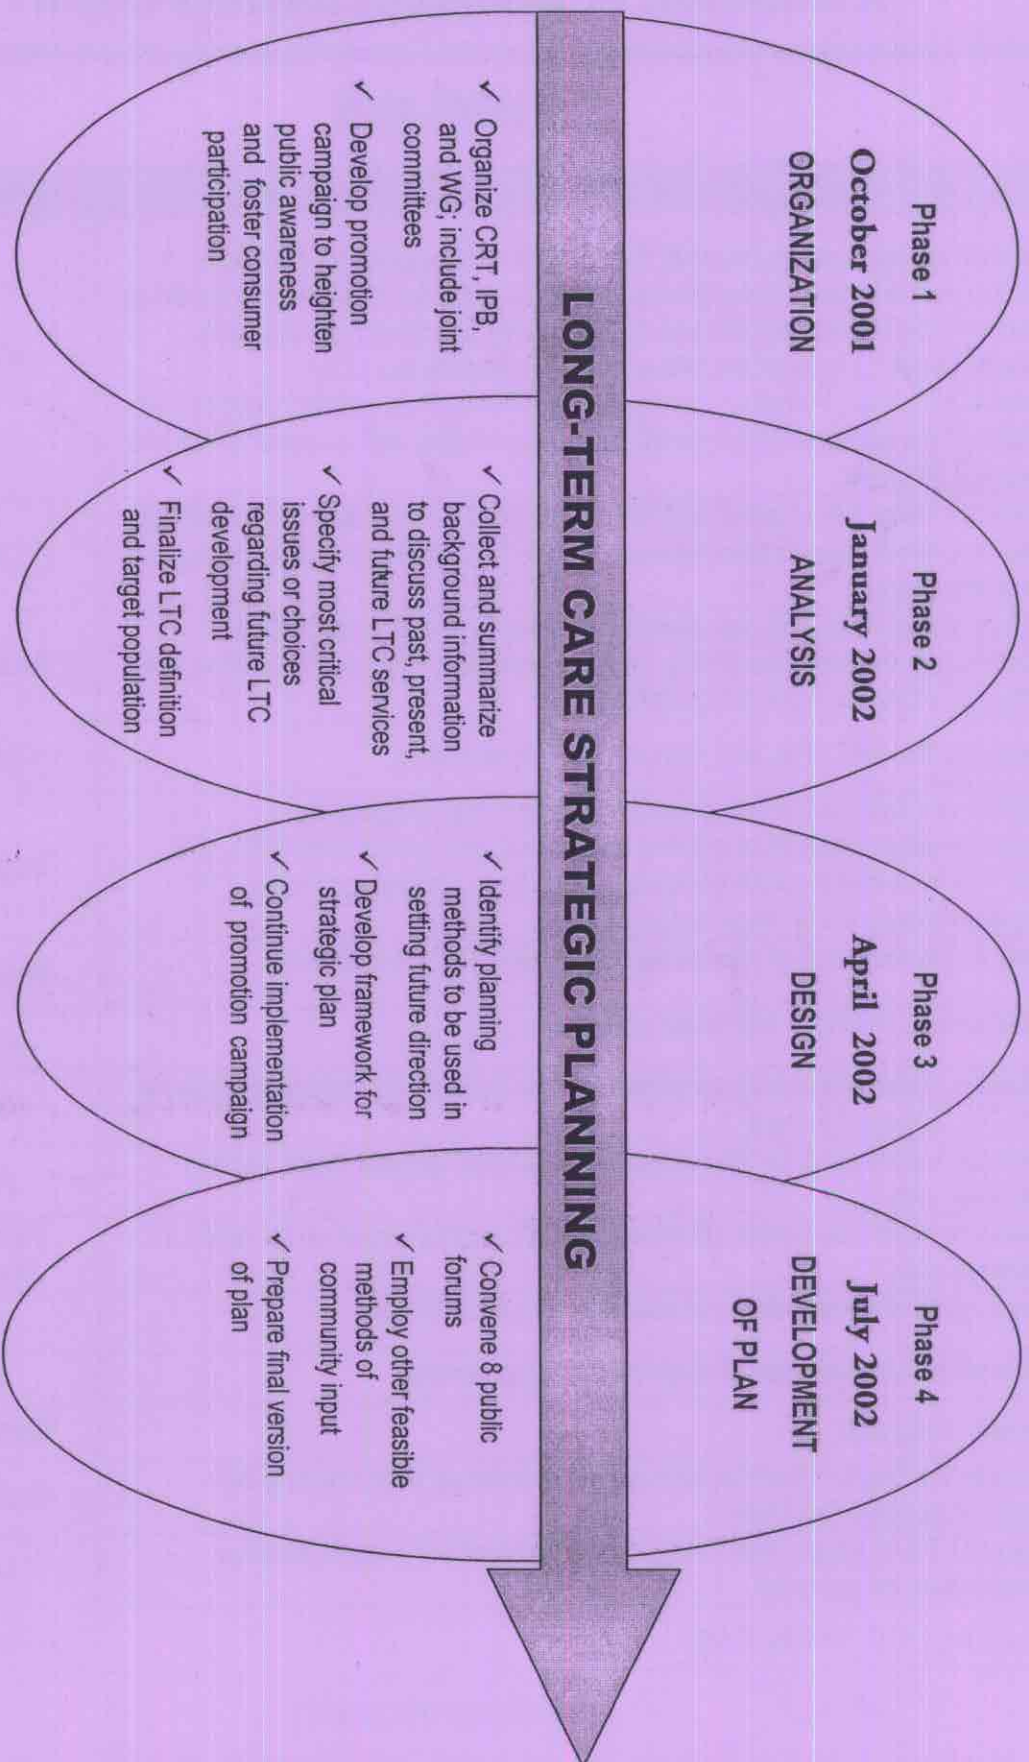 Phase 1
October 2001
ORGANIZATION
Phase 2
January 2002
ANALYSIS
Phase 3
April 2002
DESIGN
Phase 4
July 2002
DEVELOPMENT
OF PLAN
LONG-TERM CARE STRATEGIC PLANNING
✓ Organize CRT, IPB,
and WG; include joint
committees
✓ Develop promotion
campaign to heighten
public awareness
and foster consumer
participation
✓ Collect and summarize
background information
to discuss past, present,
and future LTC services
✓ Specify most critical
issues or choices
regarding future LTC
development
✓ Finalize LTC definition
and target population
✓ Identify planning
methods to be used in
setting future direction
✓ Develop framework for
strategic plan
✓ Continue implementation
of promotion campaign
✓ Convene 8 public
forums
✓ Employ other feasible
methods of
community input
✓ Prepare final version
of plan